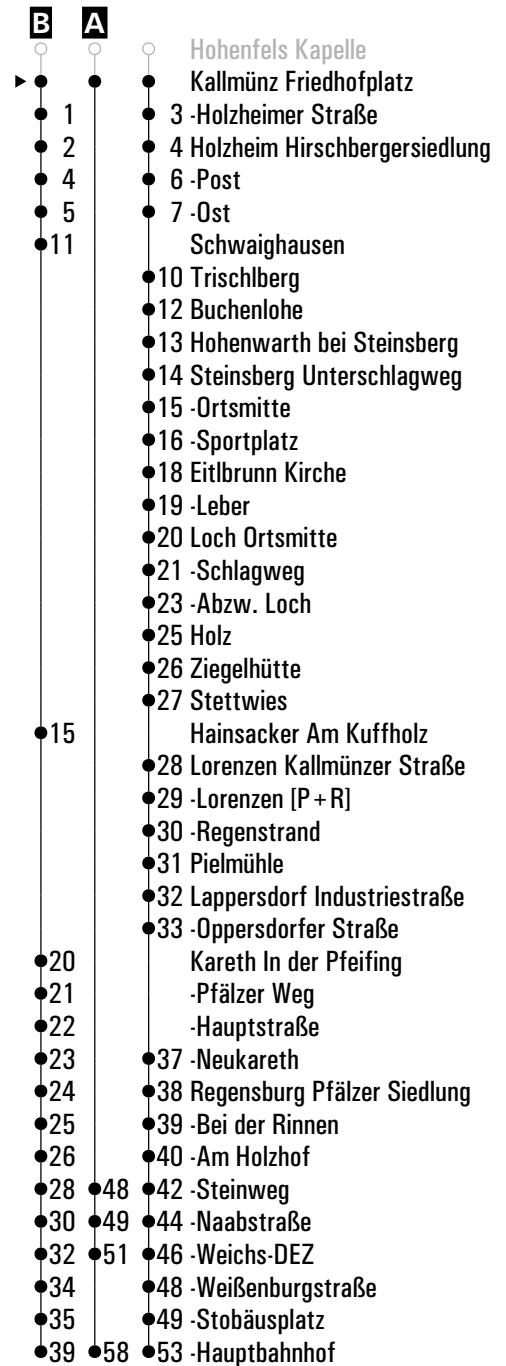 B A
Hohenfels Kapelle
Kallmünz Friedhofplatz
1 3 -Holzheimer Straße
2 4 Holzheim Hirschbergersiedlung
4 6 -Post
5 7 -Ost
11 Schwaighausen
10 Trischlberg
12 Buchenlohe
13 Hohenwarth bei Steinsberg
14 Steinsberg Unterschlagweg
15 -Ortsmitte
16 -Sportplatz
18 Eitlbrunn Kirche
19 -Leber
20 Loch Ortsmitte
21 -Schlagweg
23 -Abzw. Loch
25 Holz
26 Ziegelhütte
27 Stettwies
15 Hainsacker Am Kuffholz
28 Lorenzen Kallmünzer Straße
29 -Lorenzen [P+R]
30 -Regenstrand
31 Pielmühle
32 Lappersdorf Industriestraße
33 -Oppersdorfer Straße
20 Kareth In der Pfeifing
21 -Pfälzer Weg
22 -Hauptstraße
23 37 -Neukareth
24 38 Regensburg Pfälzer Siedlung
25 39 -Bei der Rinnen
26 40 -Am Holzhof
28 48 42 -Steinweg
30 49 44 -Naabstraße
32 51 46 -Weichs-DEZ
34 48 -Weißenburgstraße
35 49 -Stobäusplatz
39 58 53 -Hauptbahnhof